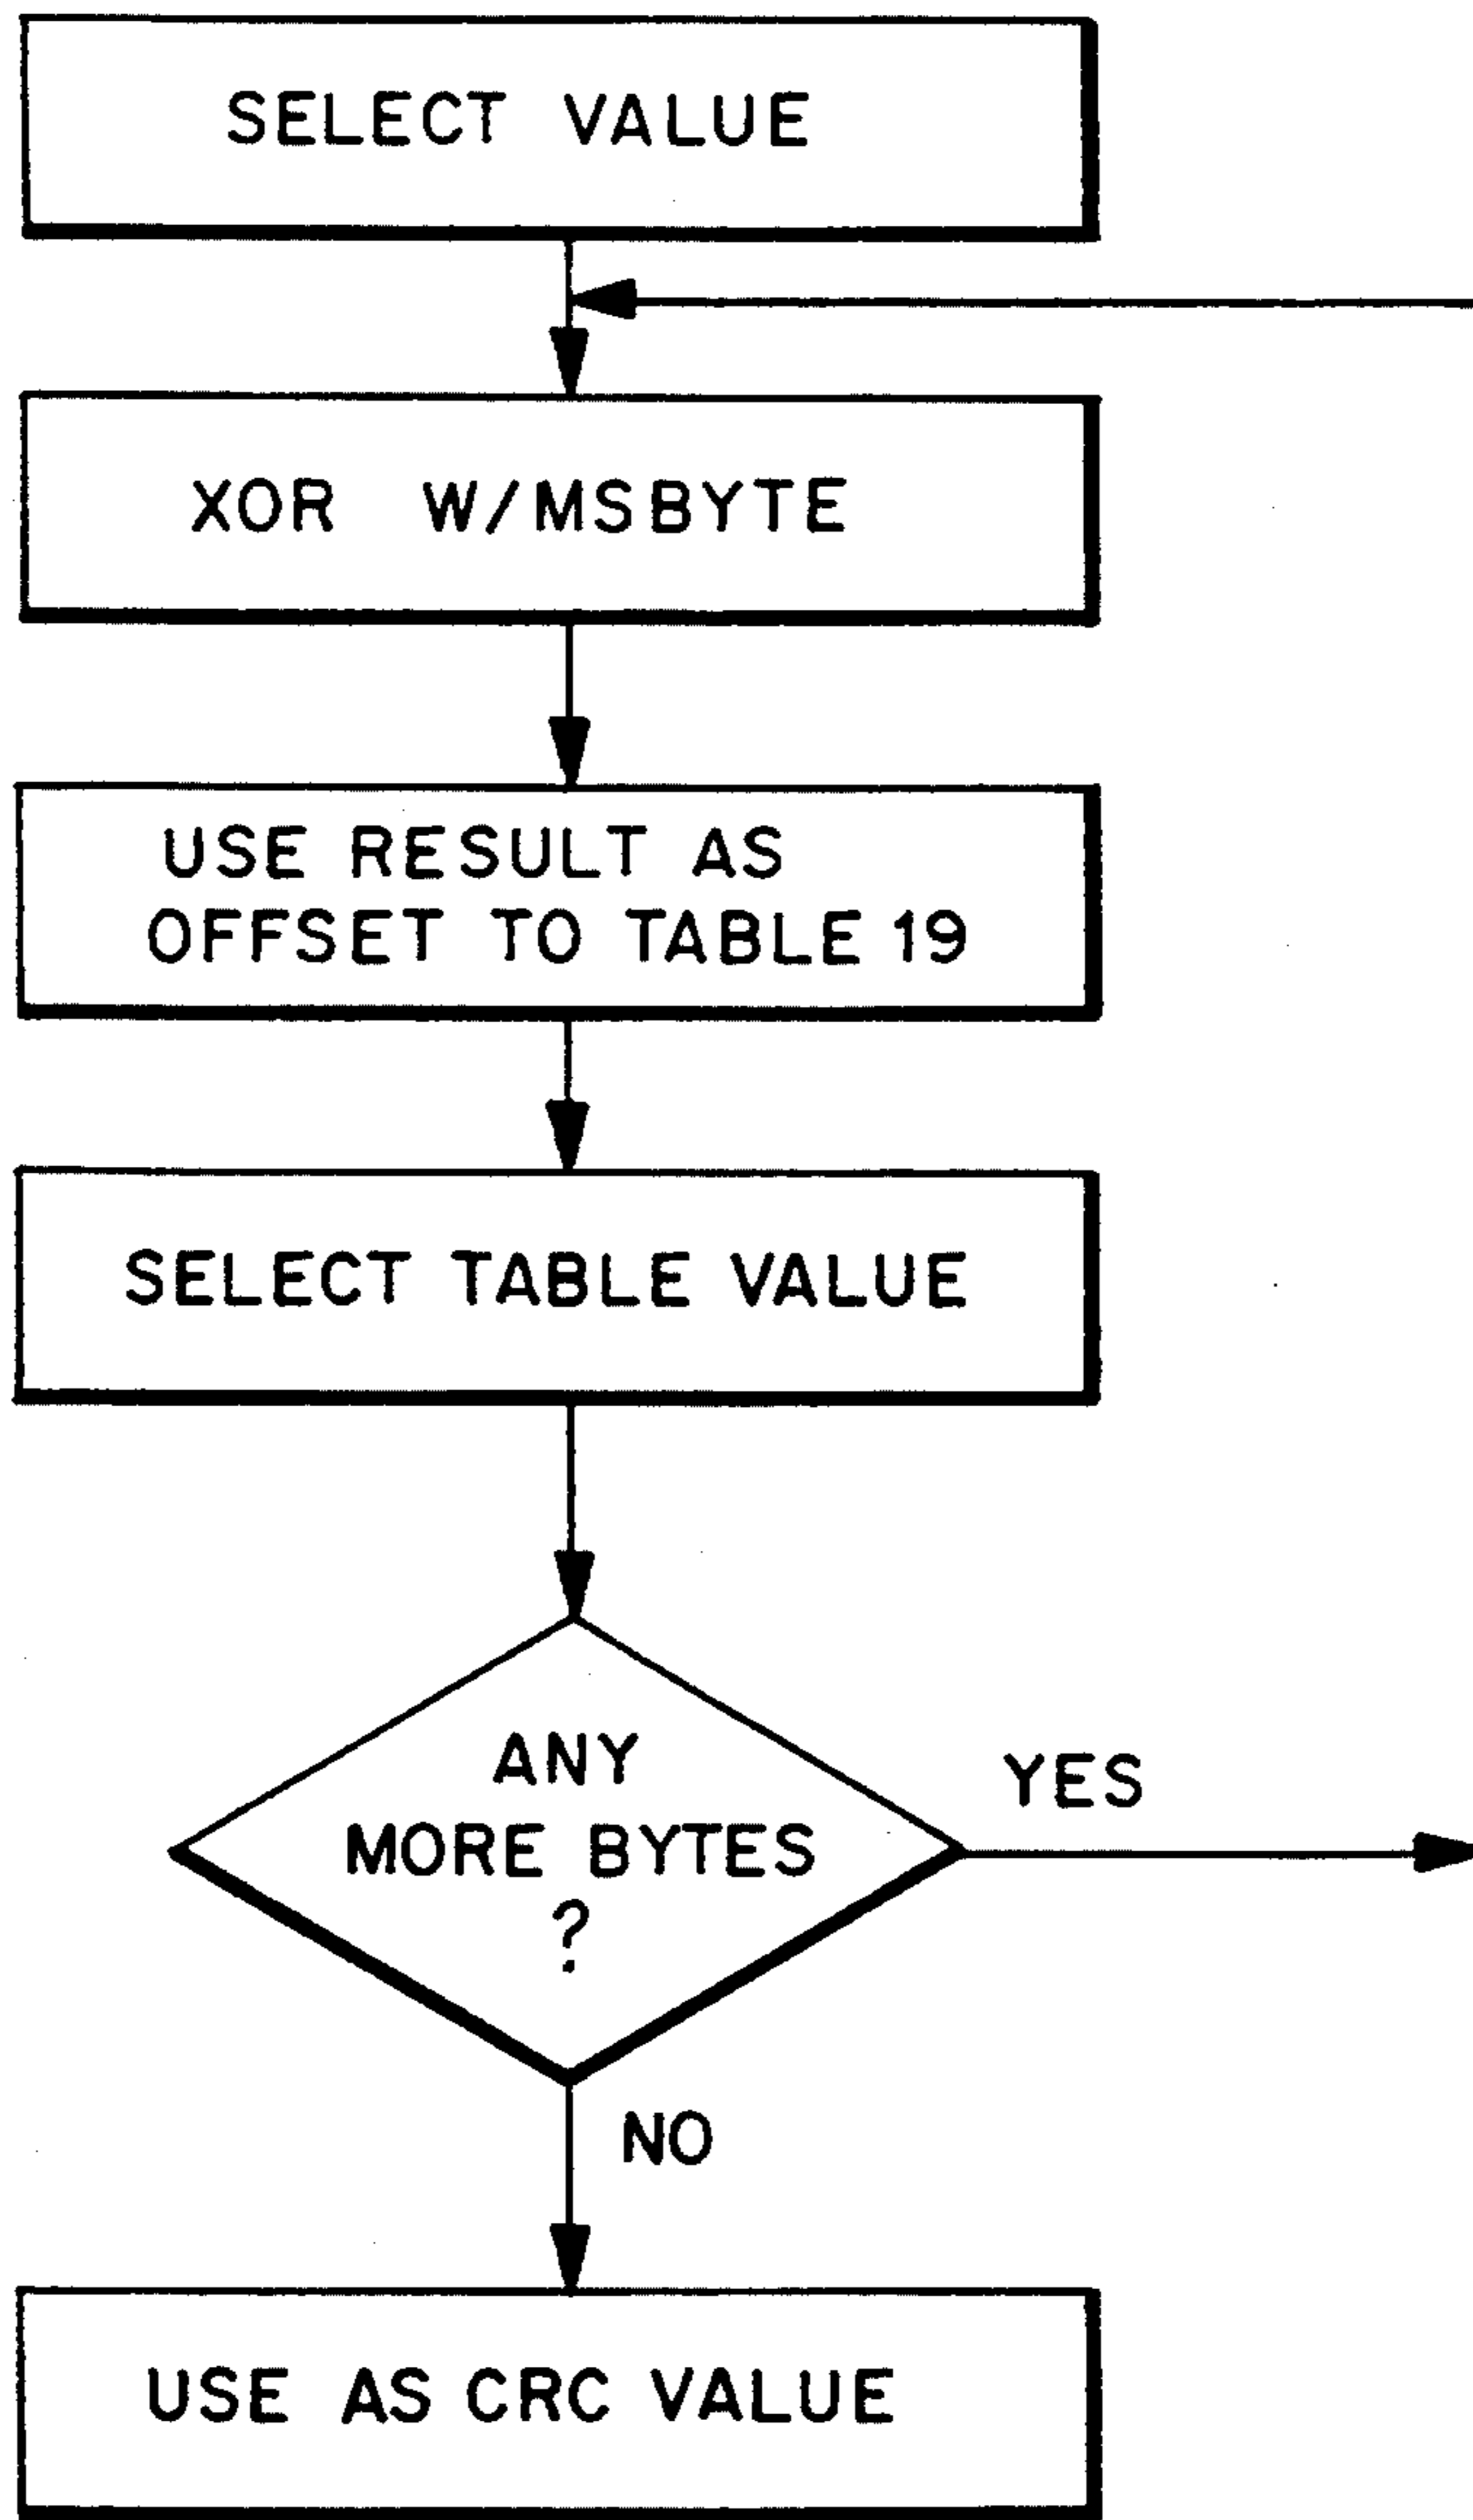 SELECT VALUE
XOR W/MSBYTE
USE RESULT AS
OFFSET TO TABLE 19
SELECT TABLE VALUE
ANY
MORE BYTES
?
YES
NO
USE AS CRC VALUE